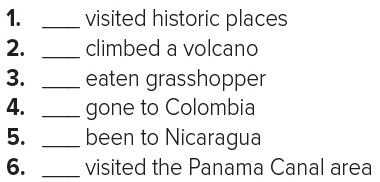 1. ___ visited historic places
2. ___ climbed a volcano
3. ___ eaten grasshopper
4. ___ gone to Colombia
5. ___ been to Nicaragua
6. ___ visited the Panama Canal area